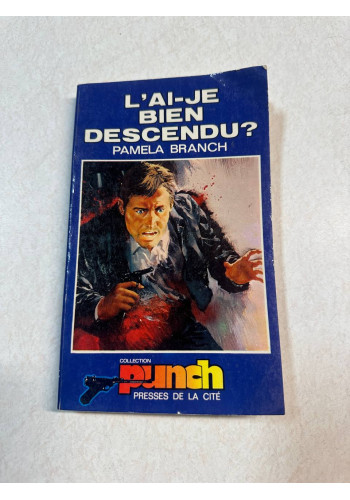 L'AI-JE
BIEN
DESCENDU?
PAMELA BRANCH
COLLECTION
punch
PRESSES DE LA CITÉ